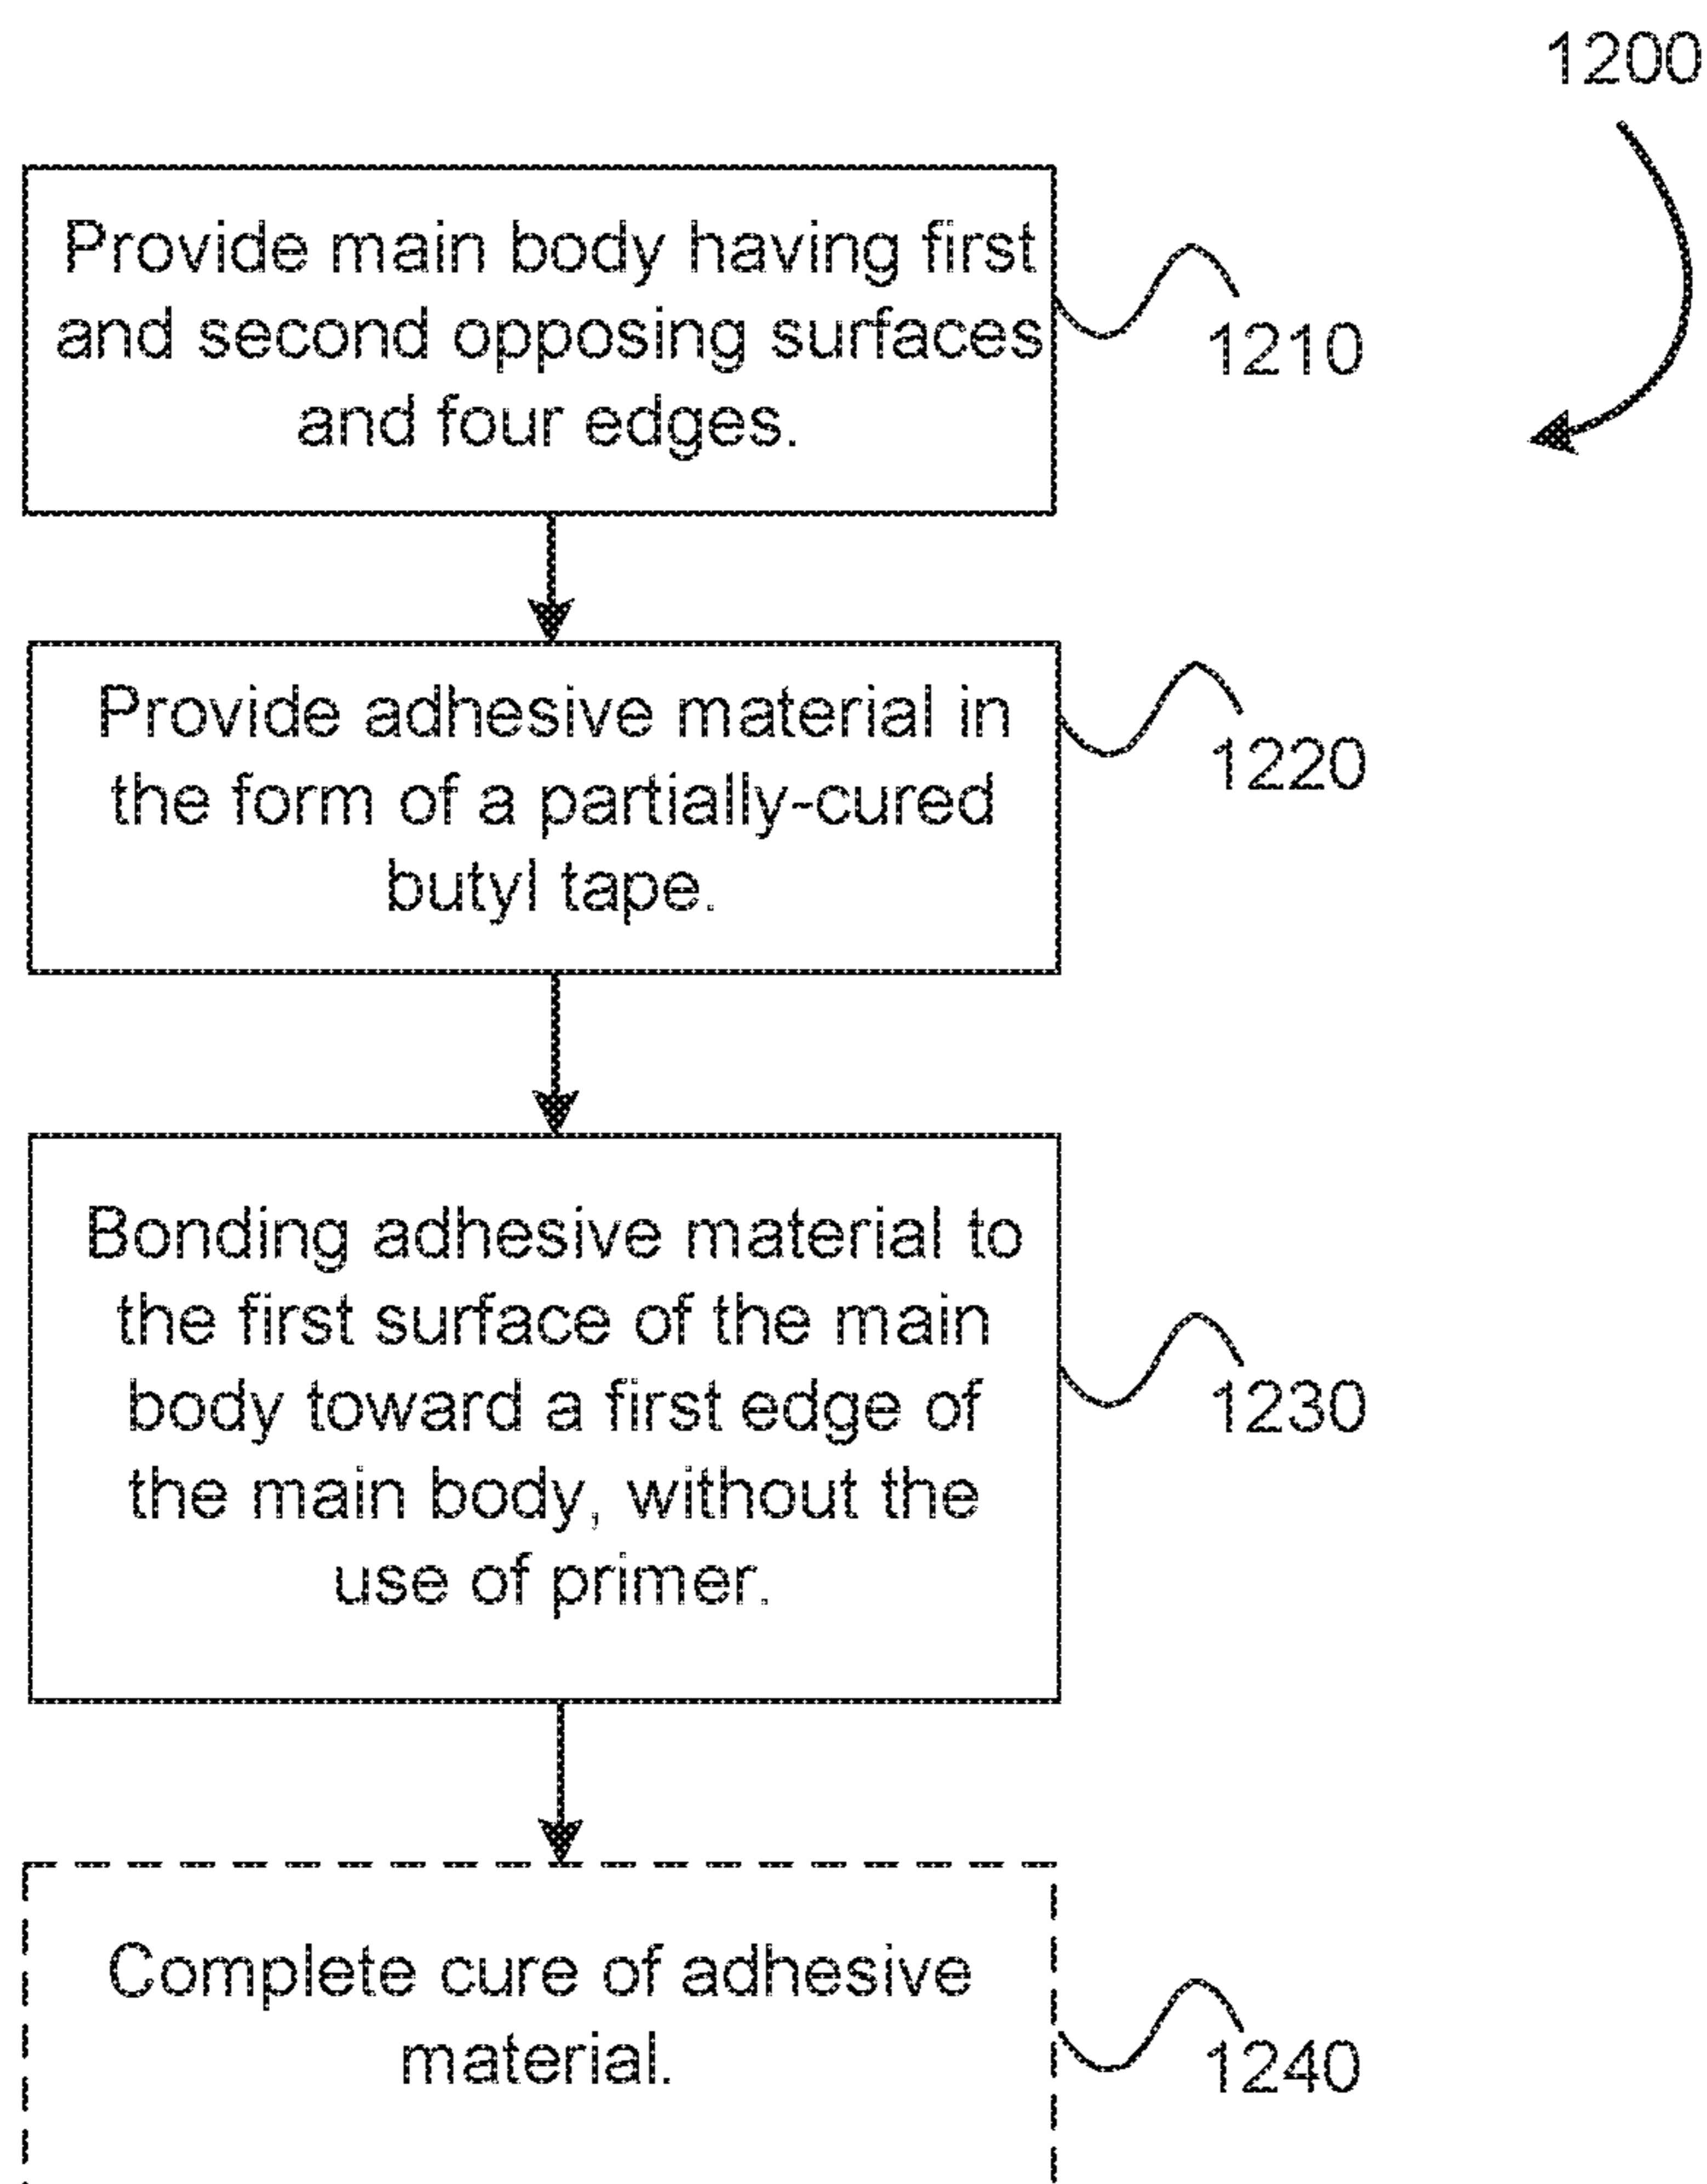 1200
Provide main body having first
and second opposing surfaces
and four edges.
1210
Provide adhesive material in
the form of a partially-cured
butyl tape.
1220
Bonding adhesive material to
the first surface of the main
body toward a first edge of
the main body, without the
use of primer.
1230
Complete cure of adhesive
material.
1240